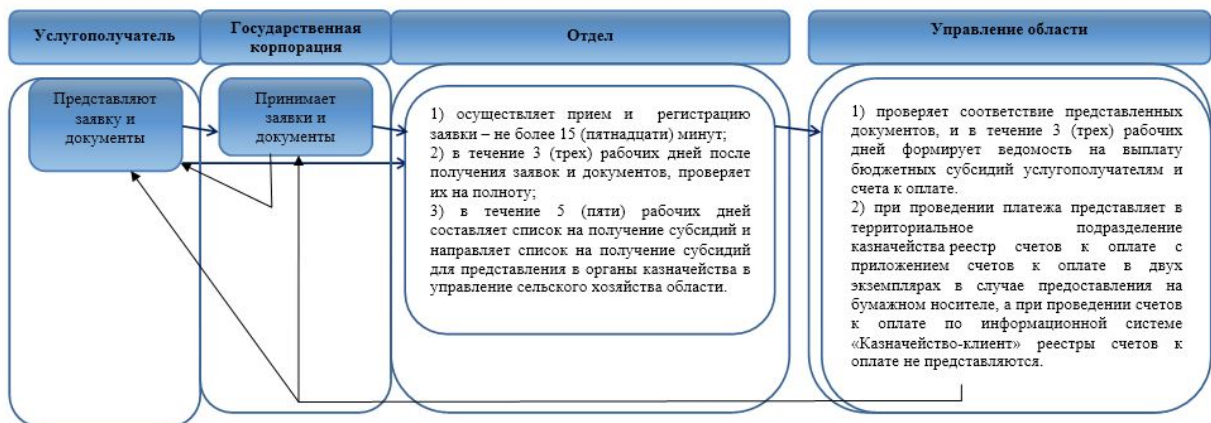 Услугополучатель
Государственная
корпорация
Отдел
Управление области
Представляют
заявку и
документы
Принимает
заявки и
документы
1) осуществляет прием и регистрацию
заявки – не более 15 (пятнадцати) минут;
2) в течение 3 (трех) рабочих дней после
получения заявок и документов, проверяет
их на полноту;
3) в течение 5 (пяти) рабочих дней
составляет список на получение субсидий и
направляет список на получение субсидий
для представления в органы казначейства в
управление сельского хозяйства области.
1) проверяет соответствие представленных
документов, и в течение 3 (трех) рабочих
дней формирует ведомость на выплату
бюджетных субсидий услугополучателям и
счета к оплате.
2) при проведении платежа представляет в
территориальное подразделение
казначейства реестр счетов к оплате с
приложением счетов к оплате в двух
экземплярах в случае предоставления на
бумажном носителе, а при проведении счетов
к оплате по информационной системе
«Казначейство-клиент» реестры счетов к
оплате не представляются.